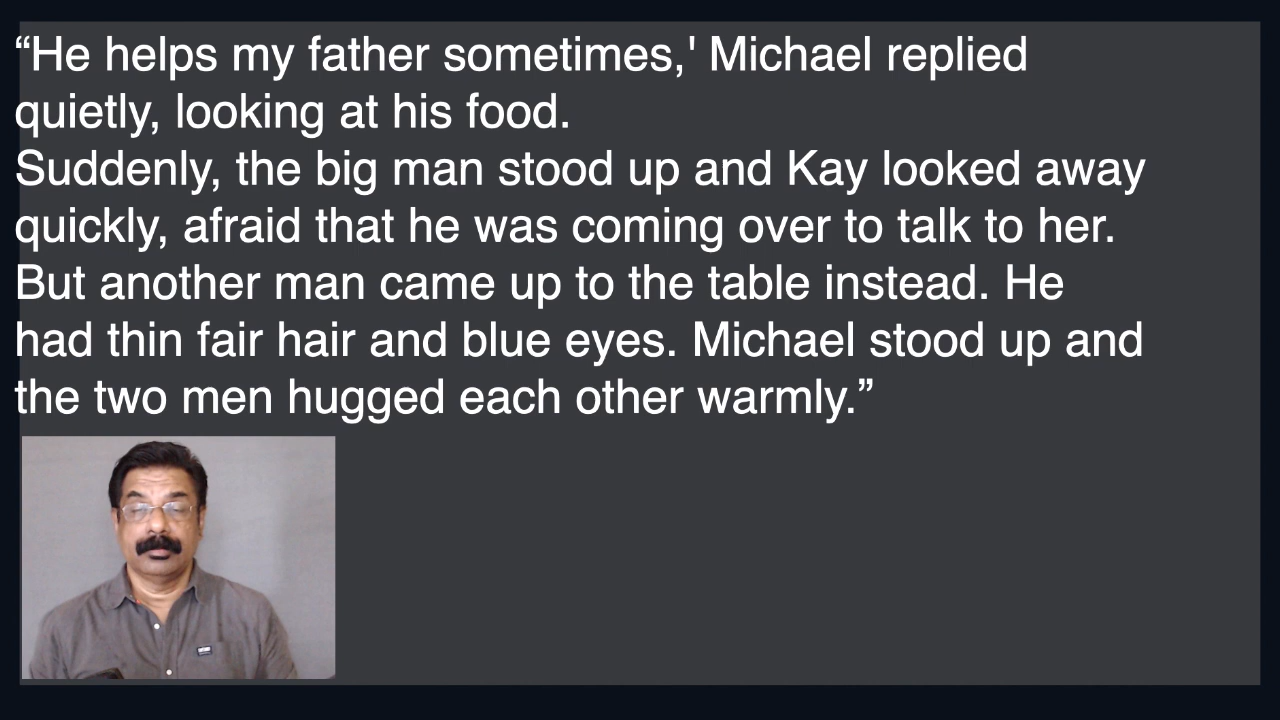 “He helps my father sometimes,' Michael replied
quietly, looking at his food.
Suddenly, the big man stood up and Kay looked away
quickly, afraid that he was coming over to talk to her.
But another man came up to the table instead. He
had thin fair hair and blue eyes. Michael stood up and
the two men hugged each other warmly.”